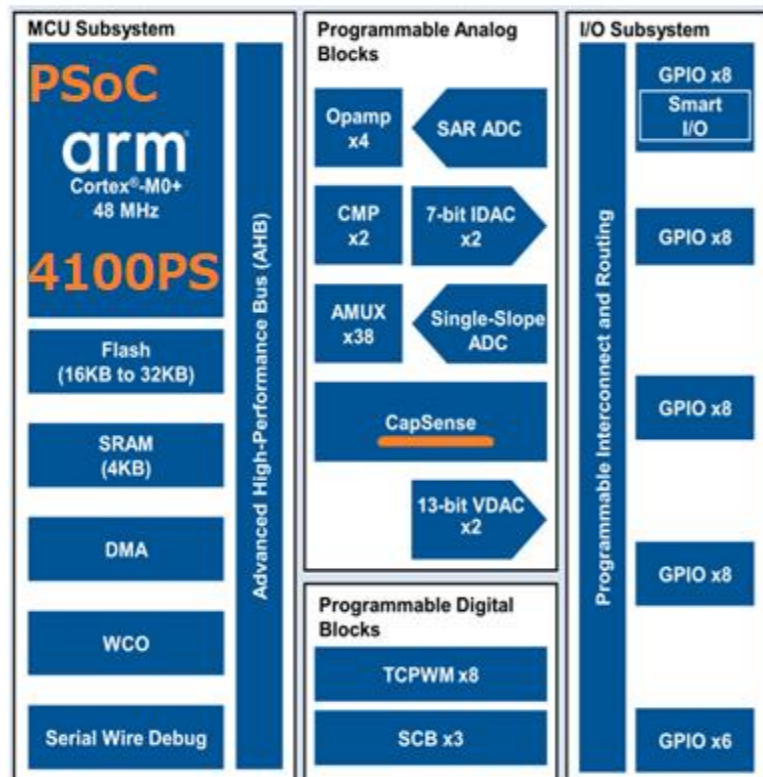 MCU Subsystem
PSoC
arm®
Cortex®-M0+
48 MHz
4100PS
Flash
(16KB to 32KB)
SRAM
(4KB)
DMA
WCO
Serial Wire Debug
Advanced High-Performance Bus (AHB)
Programmable Analog
Blocks
Opamp
x4
SAR ADC
CMP
x2
7-bit IDAC
x2
AMUX
x38
Single-Slope
ADC
CapSense
13-bit VDAC
x2
Programmable Digital
Blocks
TCPWM x8
SCB x3
I/O Subsystem
Programmable Interconnect and Routing
GPIO x8
Smart
I/O
GPIO x8
GPIO x8
GPIO x8
GPIO x6